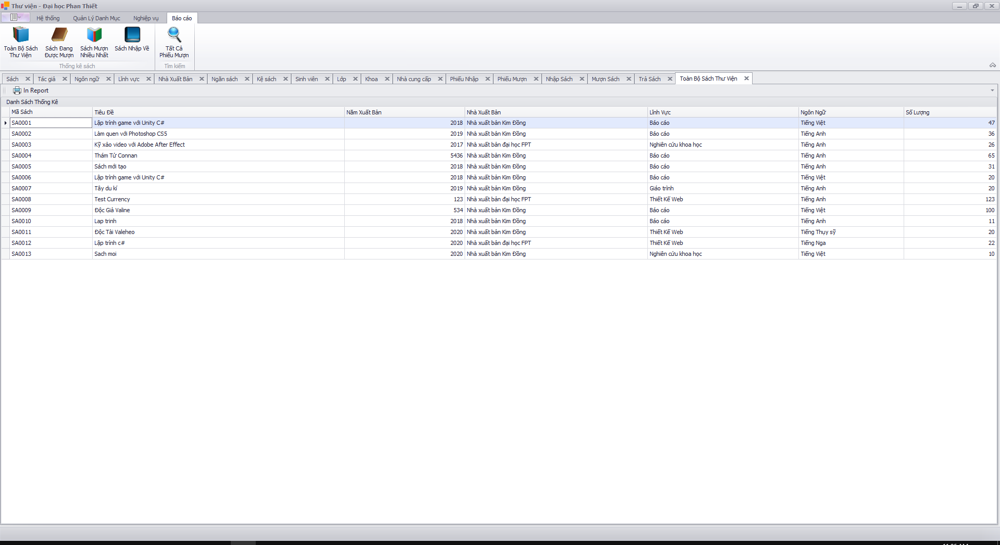 Thư viện - Đại học Phan Thiết
Hệ thống Quản Lý Danh Mục Nghiệp vụ Báo cáo
Toàn Bộ Sách Thư Viện
Sách Đang Được Mượn
Sách Mượn Nhiều Nhất
Sách Nhập Về
Tất Cả Phiếu Mượn
Thống kê sách Tìm kiếm
Sách Tác giả Ngôn ngữ Lĩnh vực Nhà Xuất Bản Ngăn sách Kệ sách Sinh viên Lớp Khoa Nhà cung cấp Phiếu Nhập Phiếu Mượn Nhập Sách Mượn Sách Trả Sách Toàn Bộ Sách Thư Viện
In Report
Danh Sách Thống Kê
Mã Sách Tiêu Đề Năm Xuất Bản Nhà Xuất Bản Lĩnh Vực Ngôn Ngữ Số Lượng
SA0001 Lập trình game với Unity C# 2018 Nhà xuất bản Kim Đồng Báo cáo Tiếng Việt 47
SA0002 Làm quen với Photoshop CS5 2019 Nhà xuất bản Kim Đồng Báo cáo Tiếng Anh 36
SA0003 Kỹ xảo video với Adobe After Effect 2017 Nhà xuất bản đại học FPT Nghiên cứu khoa học Tiếng Anh 26
SA0004 Thám Tử Connan 5436 Nhà xuất bản Kim Đồng Báo cáo Tiếng Anh 65
SA0005 Sách mới tạo 2018 Nhà xuất bản Kim Đồng Báo cáo Tiếng Anh 31
SA0006 Lập trình game với Unity C# 2018 Nhà xuất bản Kim Đồng Báo cáo Tiếng Việt 20
SA0007 Tây du kí 2019 Nhà xuất bản Kim Đồng Giáo trình Tiếng Anh 20
SA0008 Test Currency 123 Nhà xuất bản đại học FPT Thiết Kế Web Tiếng Anh 123
SA0009 Độc Giả Valine 534 Nhà xuất bản Kim Đồng Báo cáo Tiếng Việt 100
SA0010 Lap trinh 2018 Nhà xuất bản Kim Đồng Báo cáo Tiếng Anh 11
SA0011 Độc Tài Valeheo 2020 Nhà xuất bản Kim Đồng Thiết Kế Web Tiếng Thụy sỹ 20
SA0012 Lập trình c# 2020 Nhà xuất bản đại học FPT Thiết Kế Web Tiếng Nga 22
SA0013 Sach moi 2020 Nhà xuất bản Kim Đồng Nghiên cứu khoa học Tiếng Việt 10